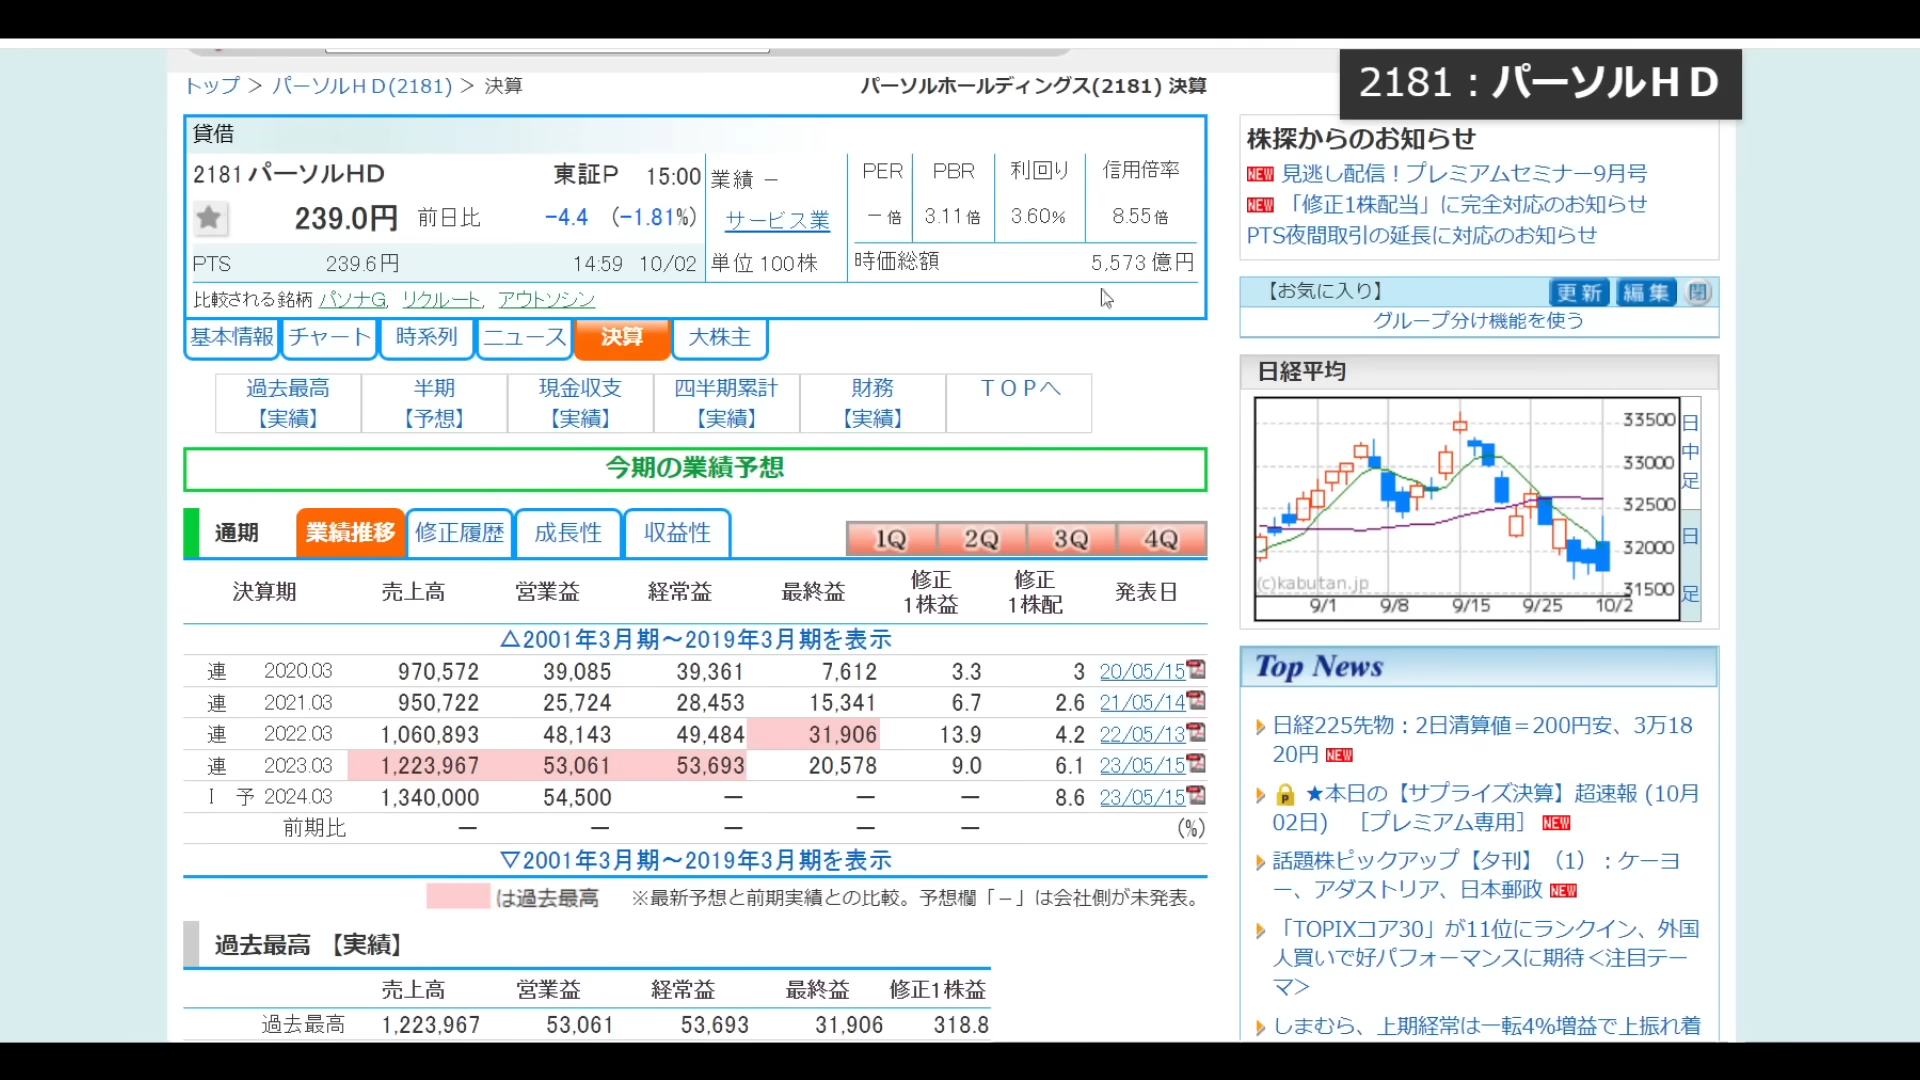 トップ > パーソルHD(2181) > 決算
パーソルホールディングス(2181) 決算
2181：パーソルHD
貸借
2181 パーソルHD 東証P 15:00
業績 －
PER PBR 利回り 信用倍率
239.0円 前日比 -4.4 (-1.81%)
サービス業
－倍 3.11倍 3.60% 8.55倍
PTS 239.6円 14:59 10/02
単位 100株
時価総額 5,573億円
比較される銘柄 パソナG, リクルート, アウトソシン
基本情報 チャート 時系列 ニュース 決算 大株主
過去最高 半期 現金収支 四半期累計 財務 TOPへ
【実績】 【予想】 【実績】 【実績】 【実績】
今期の業績予想
通期 業績推移 修正履歴 成長性 収益性 1Q 2Q 3Q 4Q
決算期 売上高 営業益 経常益 最終益 修正1株益 修正1株配 発表日
△2001年3月期～2019年3月期を表示
連 2020.03 970,572 39,085 39,361 7,612 3.3 3 20/05/15
連 2021.03 950,722 25,724 28,453 15,341 6.7 2.6 21/05/14
連 2022.03 1,060,893 48,143 49,484 31,906 13.9 4.2 22/05/13
連 2023.03 1,223,967 53,061 53,693 20,578 9.0 6.1 23/05/15
I 予 2024.03 1,340,000 54,500 － － － 8.6 23/05/15
前期比 － － － － － (%)
▽2001年3月期～2019年3月期を表示
は過去最高 ※最新予想と前期実績との比較。予想欄「－」は会社側が未発表。
過去最高 【実績】
売上高 営業益 経常益 最終益 修正1株益
過去最高 1,223,967 53,061 53,693 31,906 318.8
株探からのお知らせ
NEW 見逃し配信！プレミアムセミナー9月号
NEW 「修正1株配当」に完全対応のお知らせ
PTS夜間取引の延長に対応のお知らせ
【お気に入り】 更新 編集 閉
グループ分け機能を使う
日経平均
33500
33000
32500
32000
31500
(c)kabutan.jp
9/1 9/8 9/15 9/25 10/2
日中足
日足
Top News
日経225先物：2日清算値＝200円安、3万18
20円 NEW
P ★本日の【サプライズ決算】超速報 (10月
02日) ［プレミアム専用］ NEW
話題株ピックアップ【夕刊】（1）：ケーヨ
ー、アダストリア、日本郵政 NEW
「TOPIXコア30」が11位にランクイン、外国
人買いで好パフォーマンスに期待＜注目テー
マ＞
しまむら、上期経常は一転4%増益で上振れ着